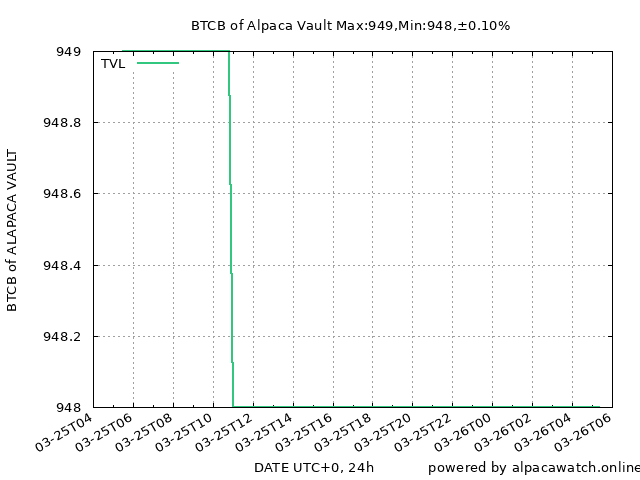 BTCB of Alpaca Vault Max:949,Min:948,±0.10%
949
TVL
948.8
948.6
948.4
948.2
948
BTCB of ALAPACA VAULT
03-25T04
03-25T06
03-25T08
03-25T10
03-25T12
03-25T14
03-25T16
03-25T18
03-25T20
03-25T22
03-26T00
03-26T02
03-26T04
03-26T06
DATE UTC+0, 24h
powered by alpacawatch.online